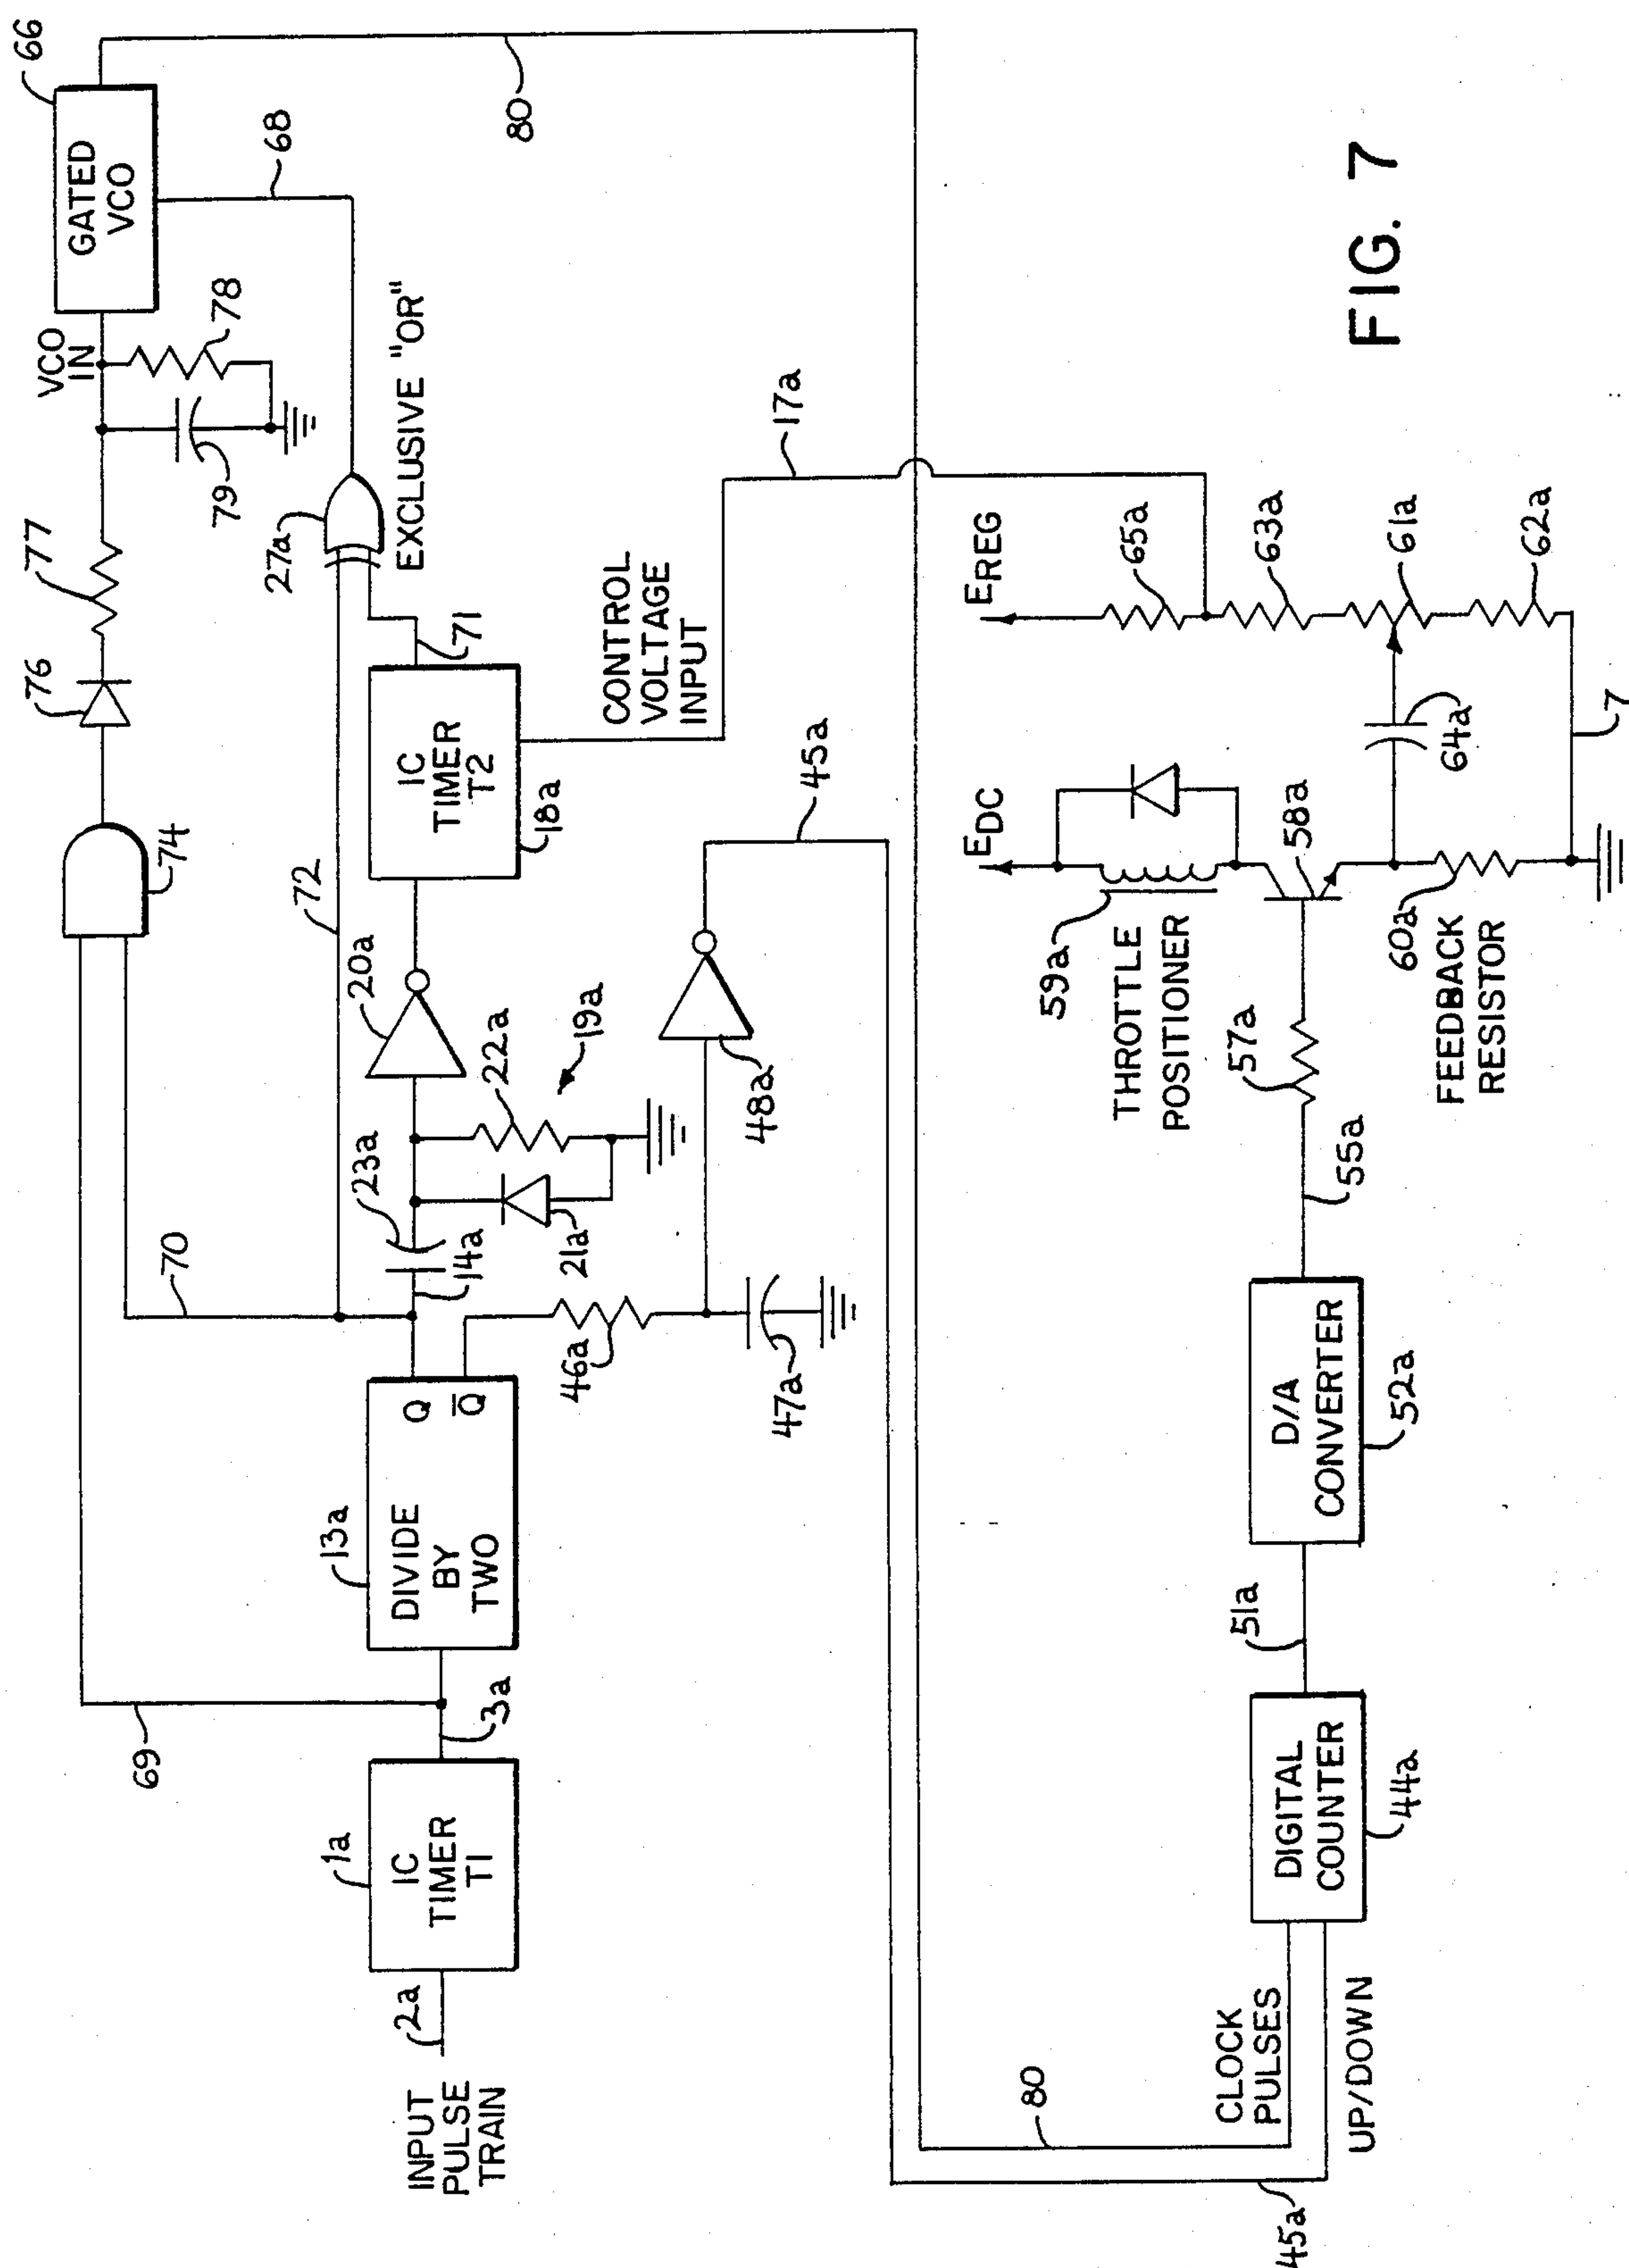 66
GATED
VCO
VCO
IN
78
79
77
76
74
68
80
27a
EXCLUSIVE "OR"
72
71
70
69
INPUT
PULSE
TRAIN
2a
1a
IC
TIMER
T1
3a
13a
DIVIDE
BY
TWO
Q
Q̅
14a
23a
21a
22a
19a
20a
IC
TIMER
T2
18a
CONTROL
VOLTAGE
INPUT
17a
46a
47a
48a
45a
EREG
65a
63a
61a
62a
64a
7
EDC
59a
THROTTLE
POSITIONER
58a
60a
FEEDBACK
RESISTOR
57a
55a
D/A
CONVERTER
52a
51a
DIGITAL
COUNTER
44a
CLOCK
PULSES
UP/DOWN
80
45a
FIG. 7